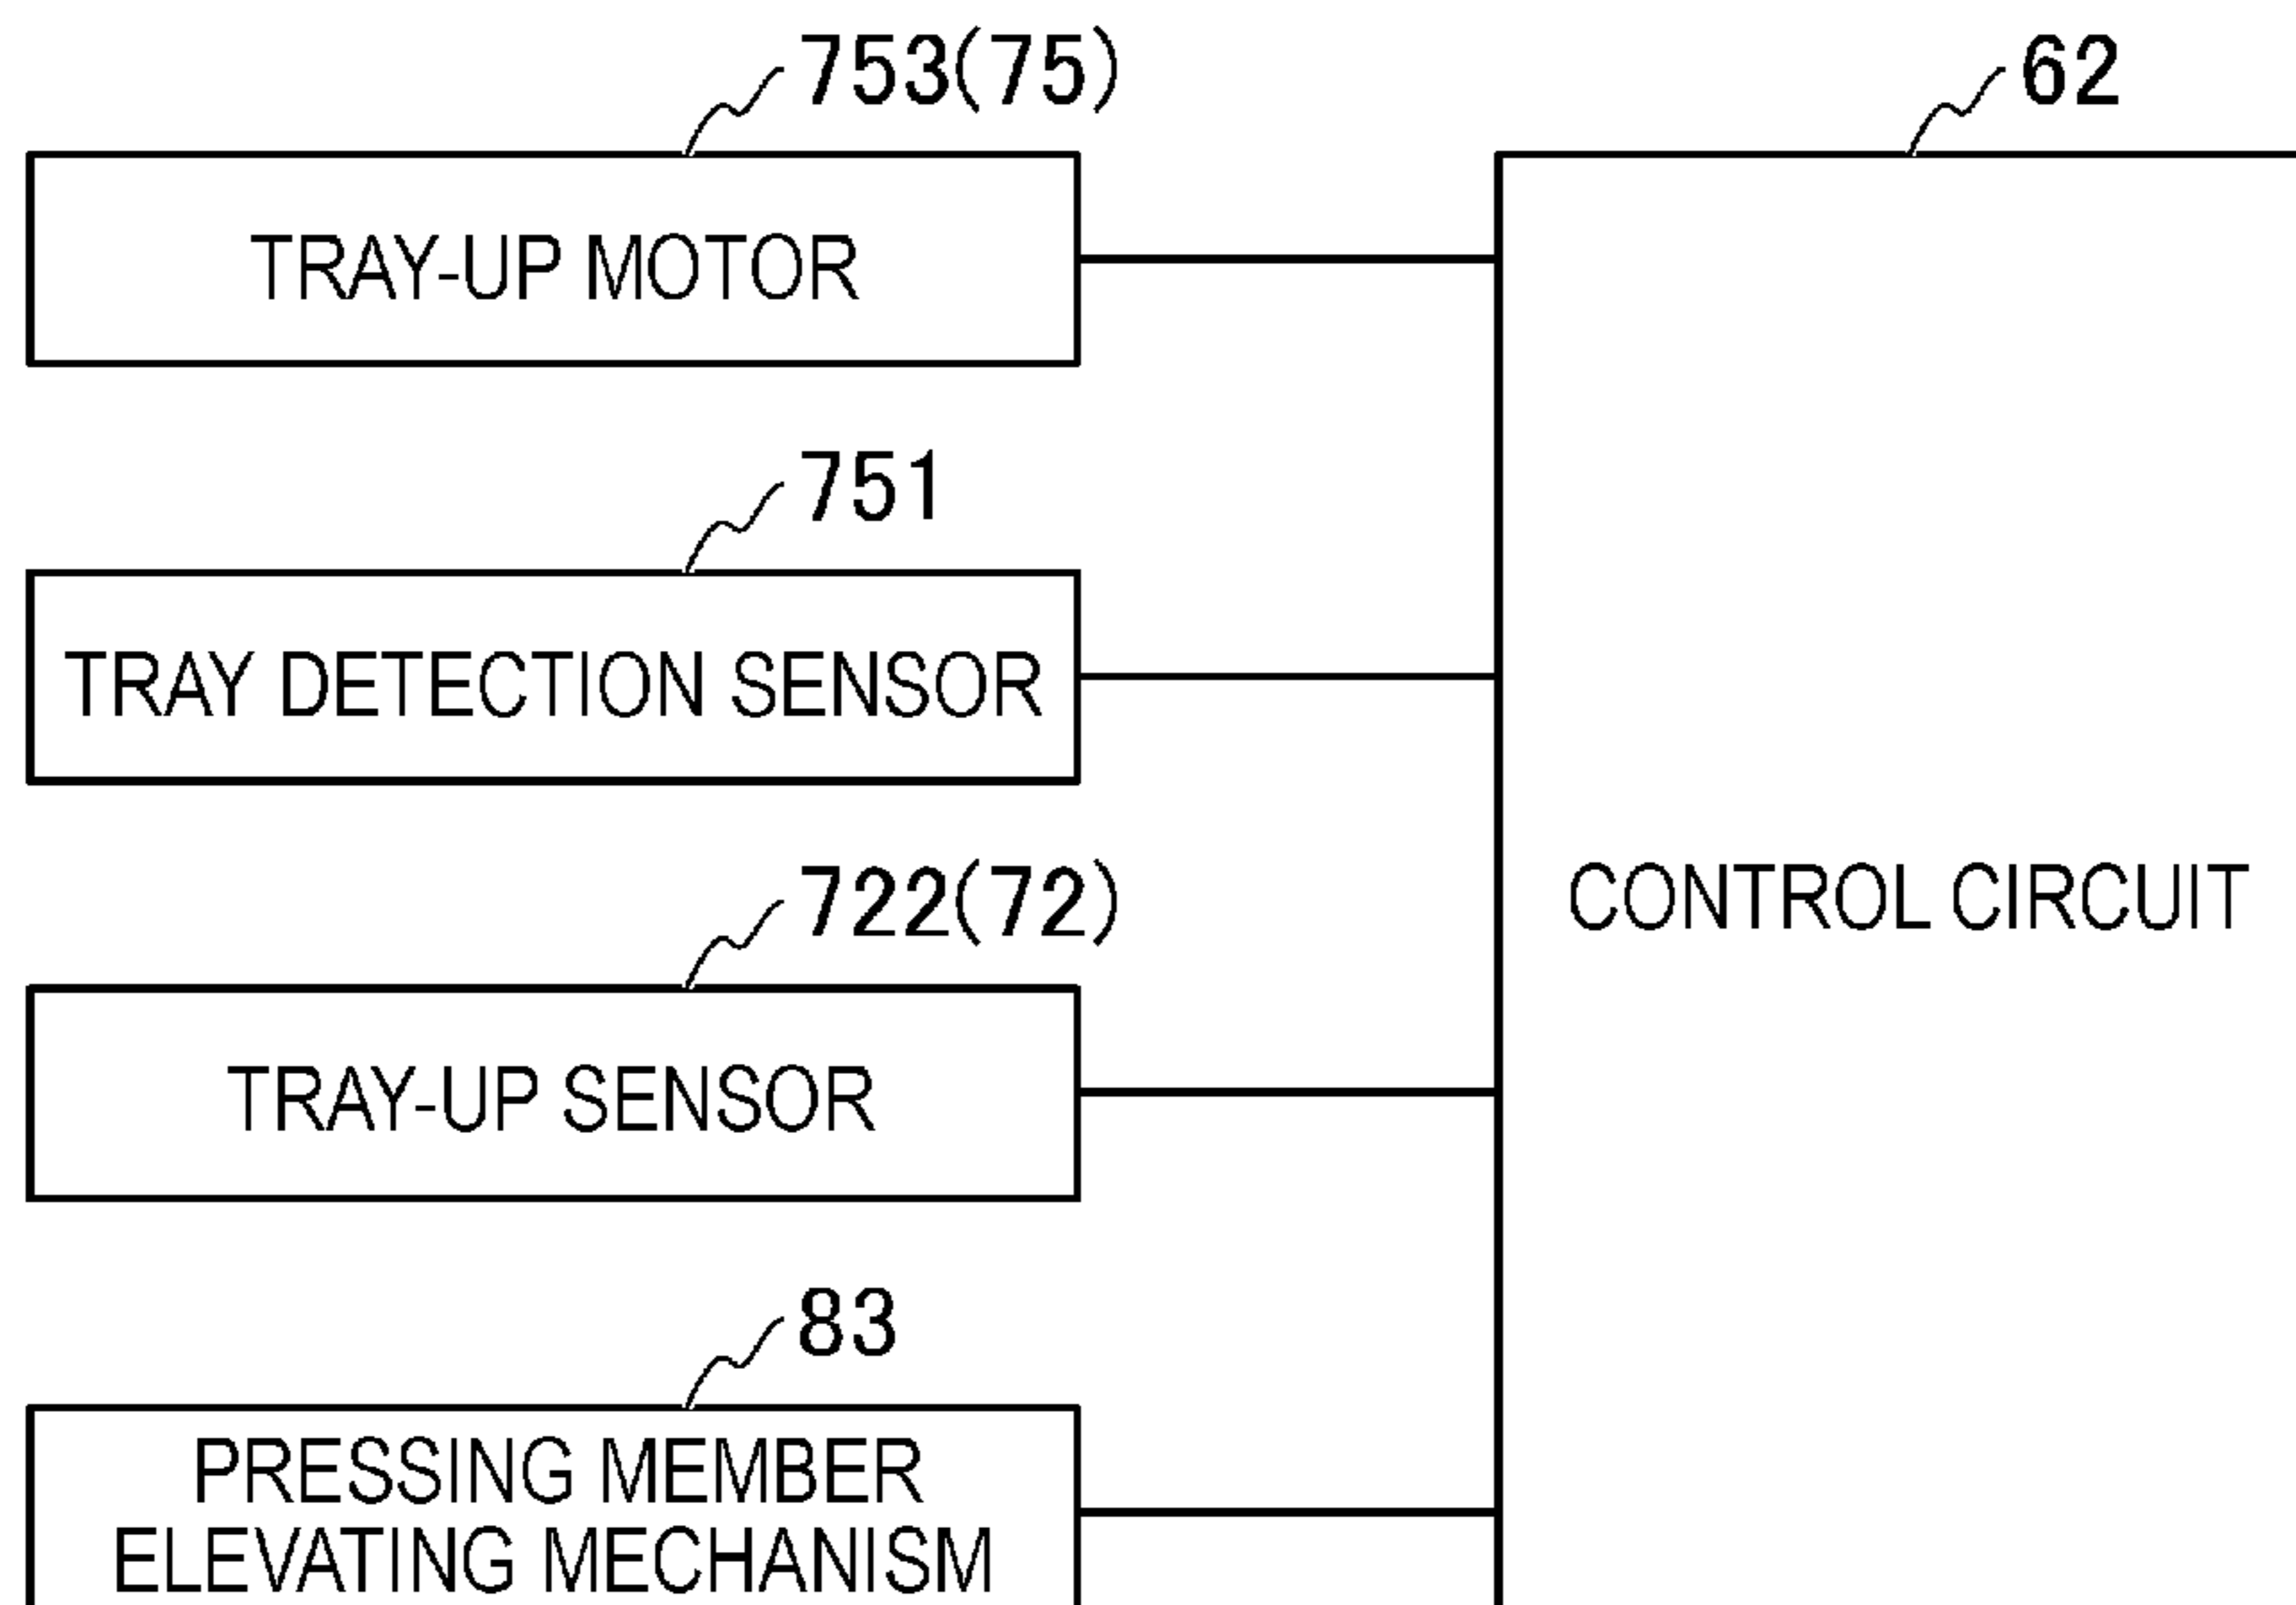 753(75)
62
TRAY-UP MOTOR
751
TRAY DETECTION SENSOR
722(72)
CONTROL CIRCUIT
TRAY-UP SENSOR
83
PRESSING MEMBER
ELEVATING MECHANISM